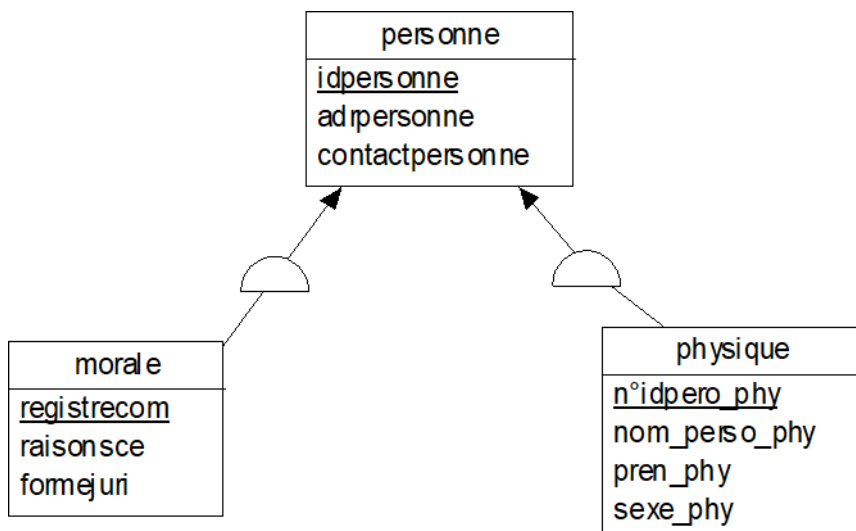 personne
idpersonne
adrpersonne
contactpersonne
morale
registrecom
raisonsce
formejuri
physique
n°idpero_phy
nom_perso_phy
pren_phy
sexe_phy